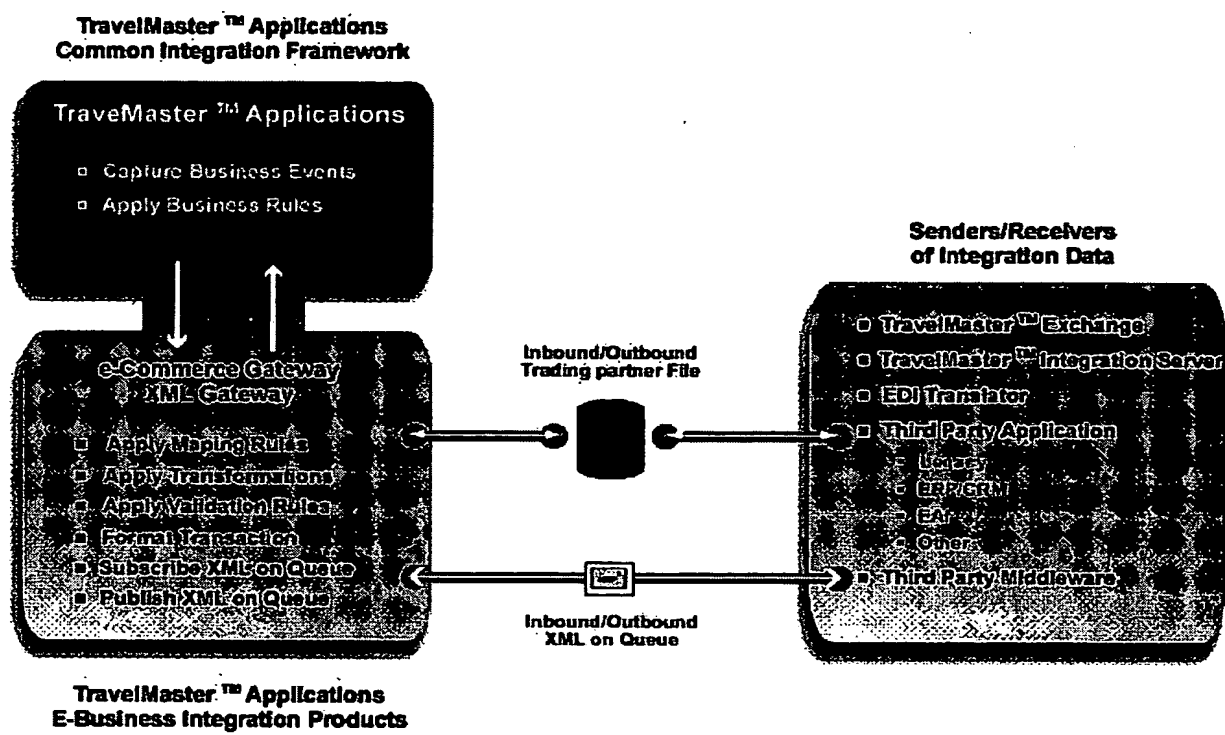 TravelMaster ™ Applications
Common Integration Framework
TraveMaster ™ Applications
Capture Business Events
Apply Business Rules
e-Commerce Gateway
XML Gateway
Apply Maping Rules
Apply Transformations
Apply Validation Rules
Format Transaction
Subscribe XML on Queue
Publish XML on Queue
TravelMaster ™ Applications
E-Business Integration Products
Inbound/Outbound
Trading partner File
Inbound/Outbound
XML on Queue
Senders/Receivers
of Integration Data
TravelMaster ™ Exchange
TravelMaster ™ Integration Server
EDI Translator
Third Party Application
ERP/CRM
EAI
Other
Third Party Middleware